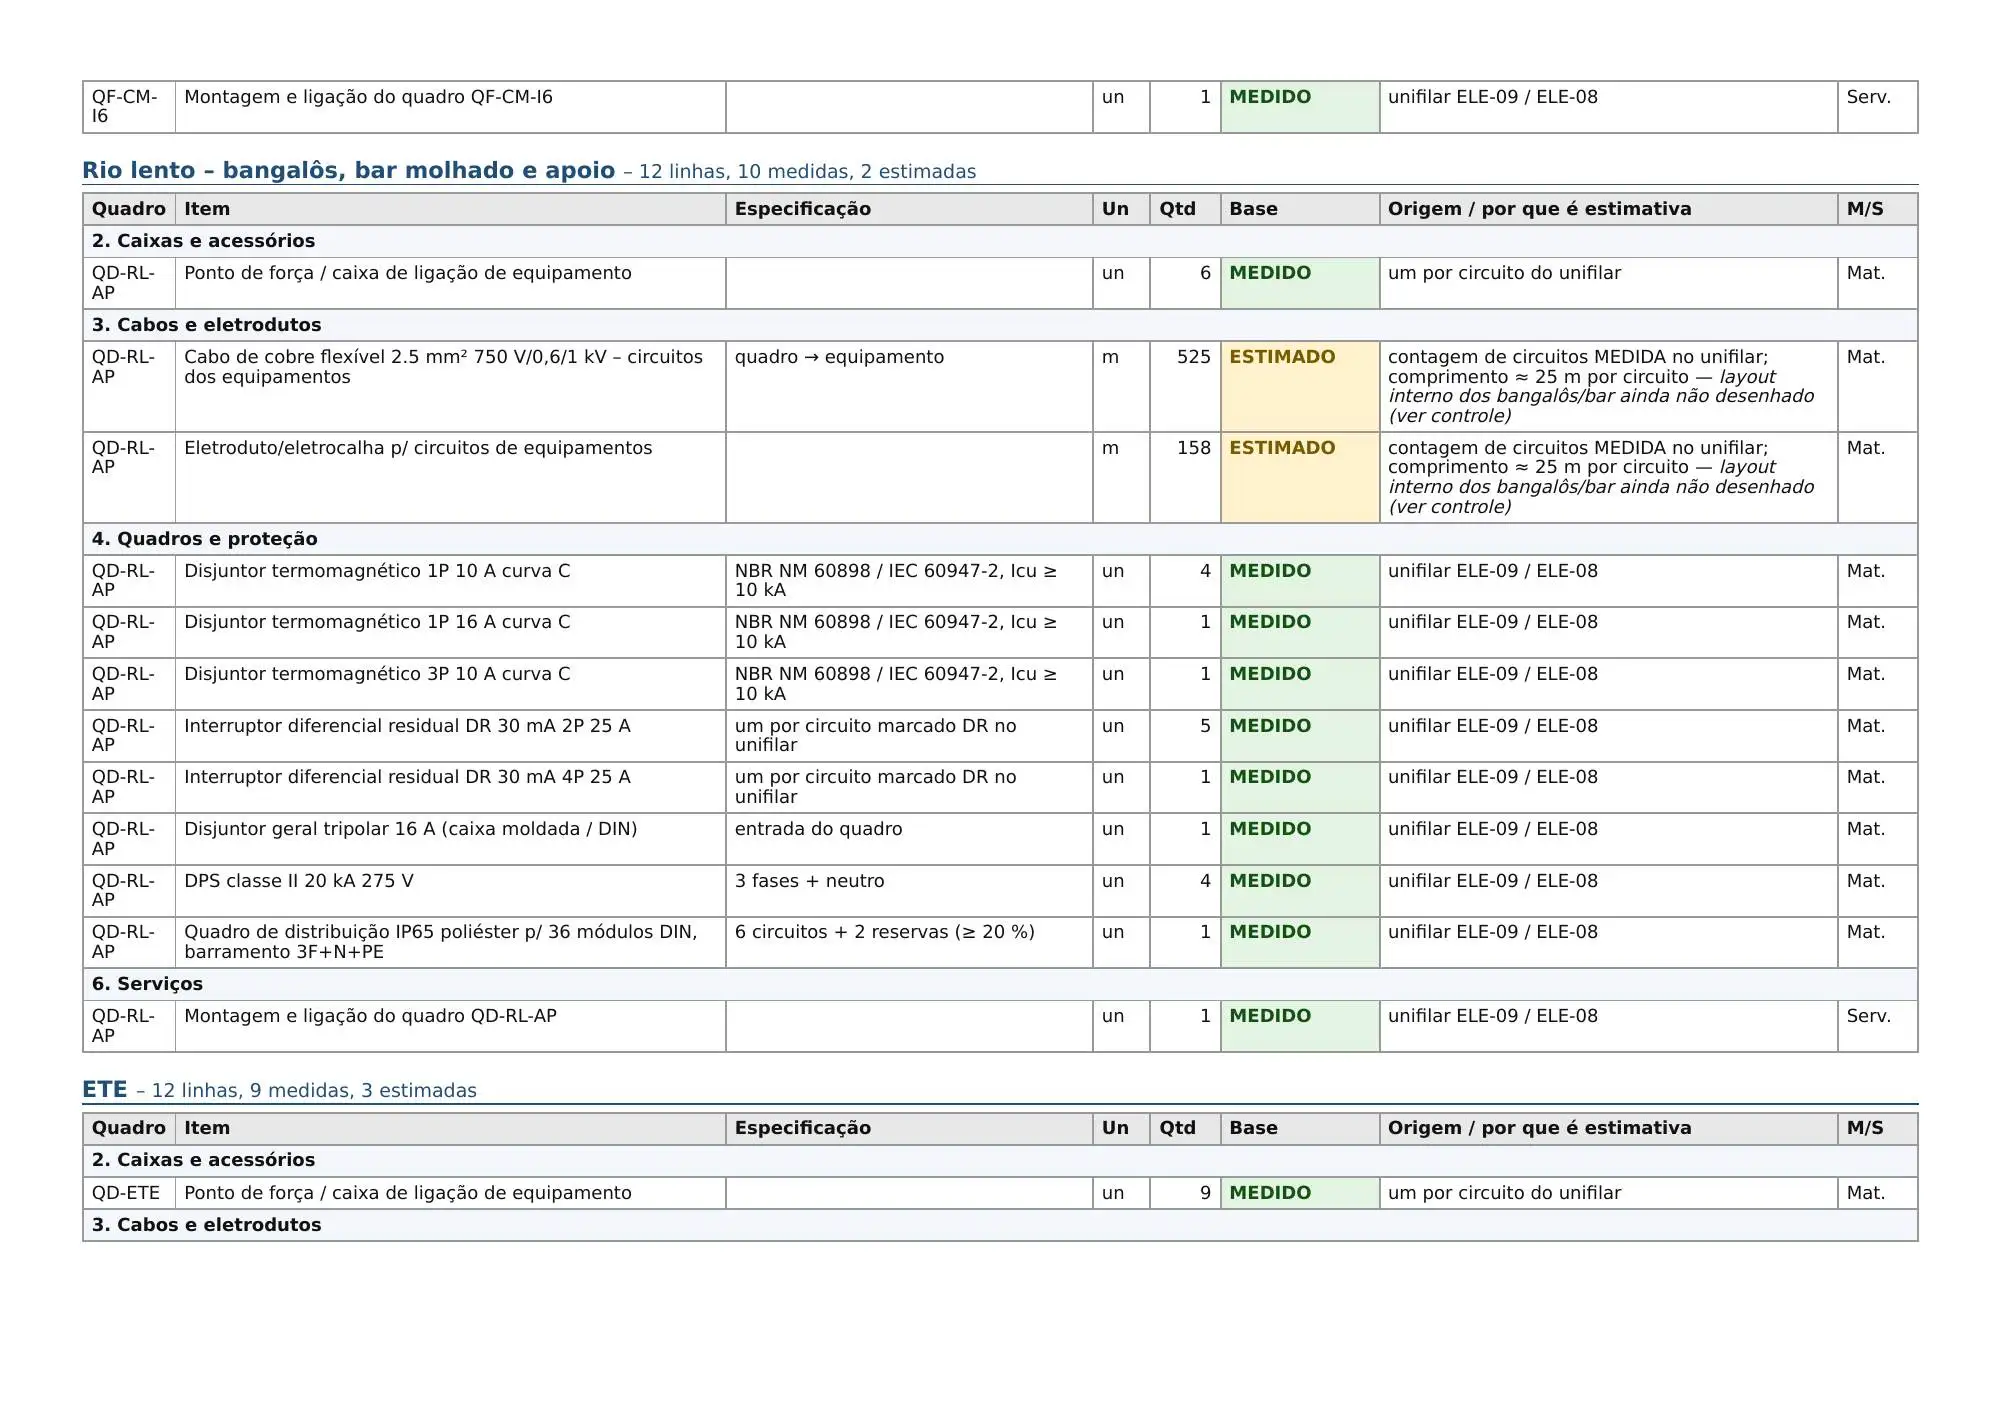 QF-CM-I6 Montagem e ligação do quadro QF-CM-I6 un 1 MEDIDO unifilar ELE-09 / ELE-08 Serv.
Rio lento – bangalôs, bar molhado e apoio – 12 linhas, 10 medidas, 2 estimadas
Quadro Item Especificação Un Qtd Base Origem / por que é estimativa M/S
2. Caixas e acessórios
QD-RL-AP Ponto de força / caixa de ligação de equipamento un 6 MEDIDO um por circuito do unifilar Mat.
3. Cabos e eletrodutos
QD-RL-AP Cabo de cobre flexível 2.5 mm² 750 V/0,6/1 kV – circuitos dos equipamentos quadro → equipamento m 525 ESTIMADO contagem de circuitos MEDIDA no unifilar; comprimento ≈ 25 m por circuito — layout interno dos bangalôs/bar ainda não desenhado (ver controle) Mat.
QD-RL-AP Eletroduto/eletrocalha p/ circuitos de equipamentos m 158 ESTIMADO contagem de circuitos MEDIDA no unifilar; comprimento ≈ 25 m por circuito — layout interno dos bangalôs/bar ainda não desenhado (ver controle) Mat.
4. Quadros e proteção
QD-RL-AP Disjuntor termomagnético 1P 10 A curva C NBR NM 60898 / IEC 60947-2, Icu ≥ 10 kA un 4 MEDIDO unifilar ELE-09 / ELE-08 Mat.
QD-RL-AP Disjuntor termomagnético 1P 16 A curva C NBR NM 60898 / IEC 60947-2, Icu ≥ 10 kA un 1 MEDIDO unifilar ELE-09 / ELE-08 Mat.
QD-RL-AP Disjuntor termomagnético 3P 10 A curva C NBR NM 60898 / IEC 60947-2, Icu ≥ 10 kA un 1 MEDIDO unifilar ELE-09 / ELE-08 Mat.
QD-RL-AP Interruptor diferencial residual DR 30 mA 2P 25 A um por circuito marcado DR no unifilar un 5 MEDIDO unifilar ELE-09 / ELE-08 Mat.
QD-RL-AP Interruptor diferencial residual DR 30 mA 4P 25 A um por circuito marcado DR no unifilar un 1 MEDIDO unifilar ELE-09 / ELE-08 Mat.
QD-RL-AP Disjuntor geral tripolar 16 A (caixa moldada / DIN) entrada do quadro un 1 MEDIDO unifilar ELE-09 / ELE-08 Mat.
QD-RL-AP DPS classe II 20 kA 275 V 3 fases + neutro un 4 MEDIDO unifilar ELE-09 / ELE-08 Mat.
QD-RL-AP Quadro de distribuição IP65 poliéster p/ 36 módulos DIN, barramento 3F+N+PE 6 circuitos + 2 reservas (≥ 20 %) un 1 MEDIDO unifilar ELE-09 / ELE-08 Mat.
6. Serviços
QD-RL-AP Montagem e ligação do quadro QD-RL-AP un 1 MEDIDO unifilar ELE-09 / ELE-08 Serv.
ETE – 12 linhas, 9 medidas, 3 estimadas
Quadro Item Especificação Un Qtd Base Origem / por que é estimativa M/S
2. Caixas e acessórios
QD-ETE Ponto de força / caixa de ligação de equipamento un 9 MEDIDO um por circuito do unifilar Mat.
3. Cabos e eletrodutos